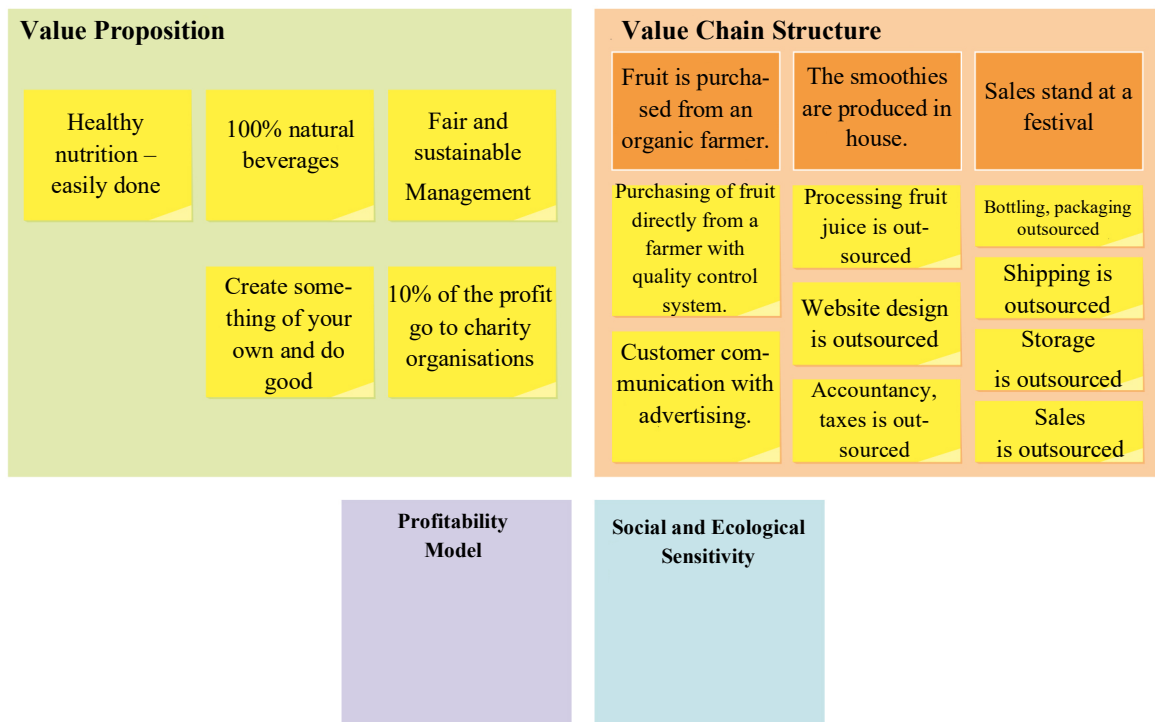 Value Proposition
Healthy
nutrition –
easily done
100% natural
beverages
Fair and
sustainable
Management
Create some-
thing of your
own and do
good
10% of the profit
go to charity
organisations
Value Chain Structure
Fruit is purcha-
sed from an
organic farmer.
The smoothies
are produced in
house.
Sales stand at a
festival
Purchasing of fruit
directly from a
farmer with
quality control
system.
Customer com-
munication with
advertising.
Processing fruit
juice is out-
sourced
Website design
is outsourced
Accountancy,
taxes is out-
sourced
Bottling, packaging
outsourced
Shipping is
outsourced
Storage
is outsourced
Sales
is outsourced
Profitability
Model
Social and Ecological
Sensitivity